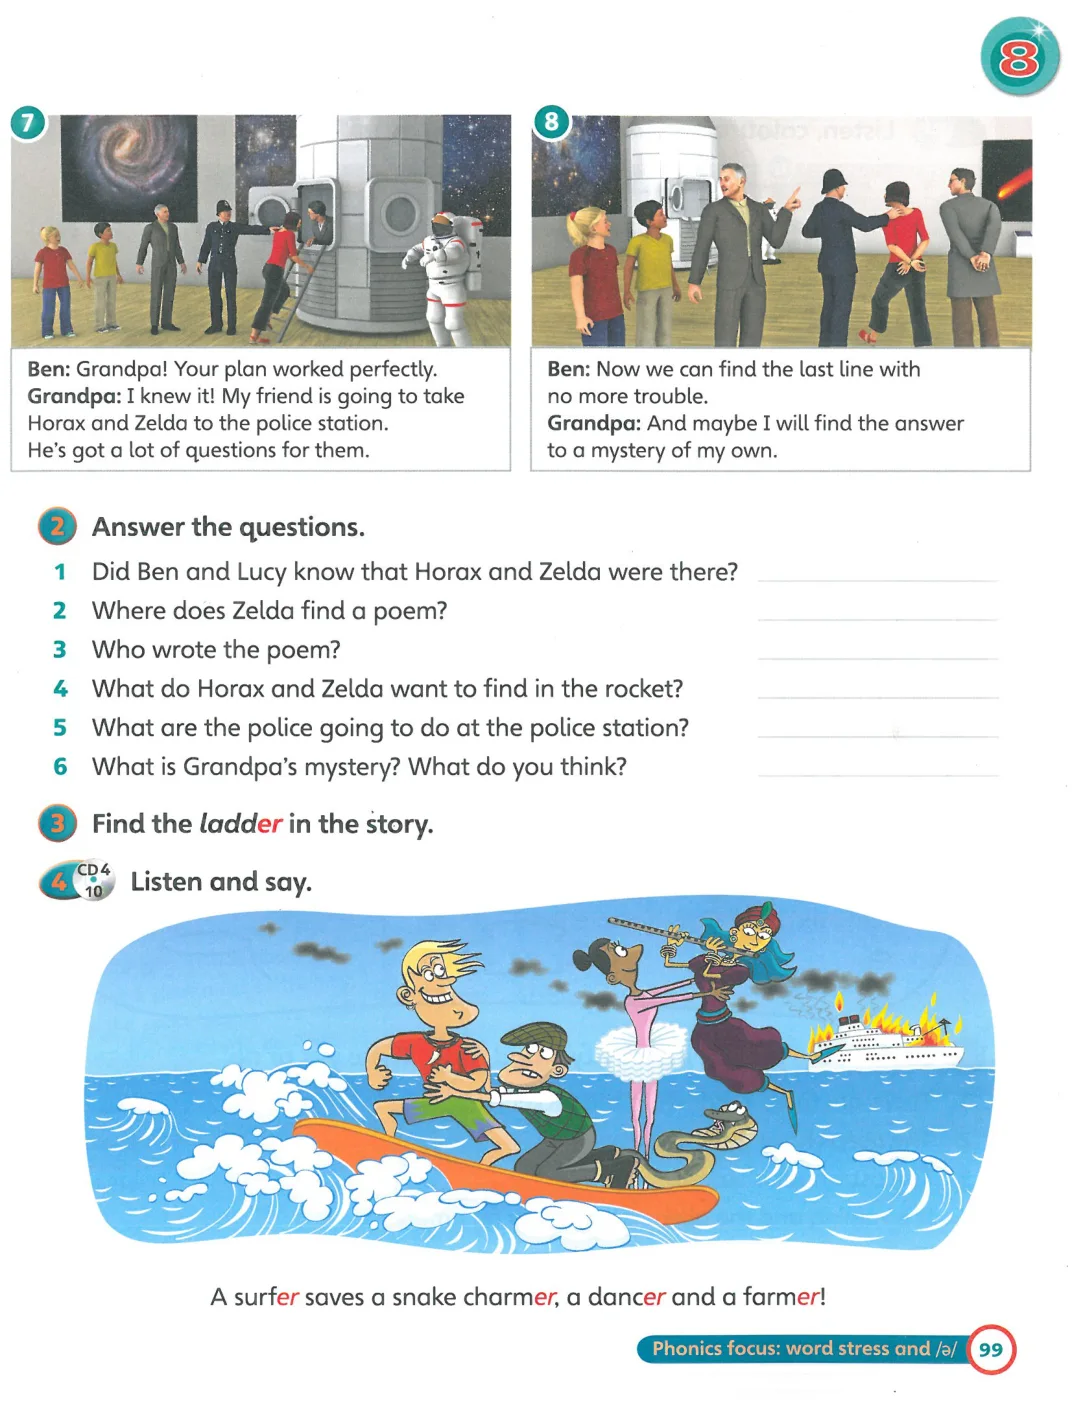 8
7
8
Ben: Grandpa! Your plan worked perfectly.
Grandpa: I knew it! My friend is going to take
Horax and Zelda to the police station.
He's got a lot of questions for them.
Ben: Now we can find the last line with
no more trouble.
Grandpa: And maybe I will find the answer
to a mystery of my own.
2 Answer the questions.
1 Did Ben and Lucy know that Horax and Zelda were there?
2 Where does Zelda find a poem?
3 Who wrote the poem?
4 What do Horax and Zelda want to find in the rocket?
5 What are the police going to do at the police station?
6 What is Grandpa's mystery? What do you think?
3 Find the ladder in the story.
4 CD4 10 Listen and say.
A surfer saves a snake charmer, a dancer and a farmer!
Phonics focus: word stress and /ə/ 99